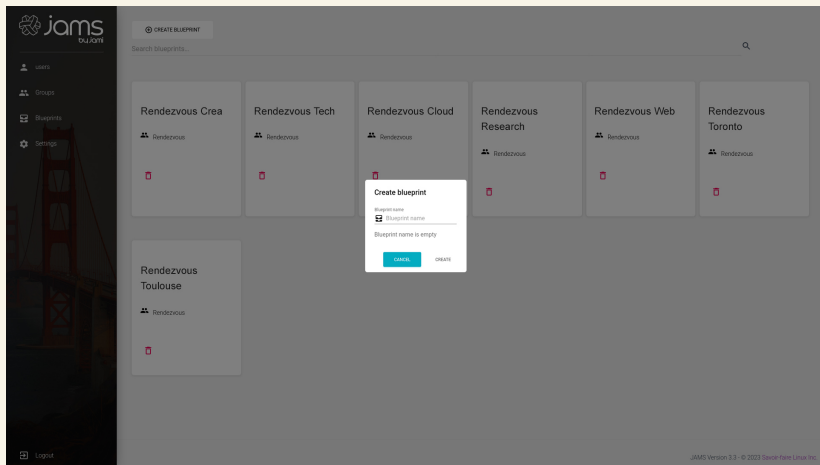 jams
by Jami
users
Groups
Blueprints
Settings
Logout
CREATE BLUEPRINT
Search blueprints...
Rendezvous Crea
Rendezvous
Rendezvous Tech
Rendezvous
Rendezvous Cloud
Rendezvous
Rendezvous
Research
Rendezvous
Rendezvous Web
Rendezvous
Rendezvous
Toronto
Rendezvous
Rendezvous
Toulouse
Rendezvous
Create blueprint
Blueprint name
Blueprint name
Blueprint name is empty
CANCEL
CREATE
JAMS Version 3.3 - © 2023 Savoir-faire Linux Inc.